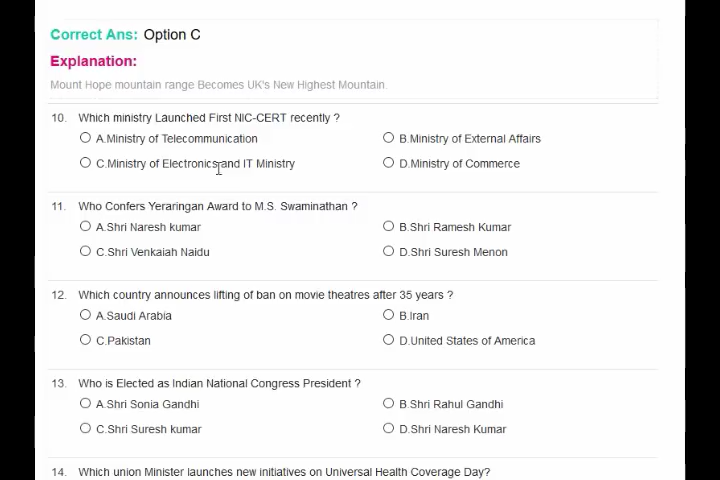 Correct Ans: Option C
Explanation:
Mount Hope mountain range Becomes UK's New Highest Mountain.
10. Which ministry Launched First NIC-CERT recently ?
A.Ministry of Telecommunication B.Ministry of External Affairs
C.Ministry of Electronics and IT Ministry D.Ministry of Commerce
11. Who Confers Yeraringan Award to M.S. Swaminathan ?
A.Shri Naresh kumar B.Shri Ramesh Kumar
C.Shri Venkaiah Naidu D.Shri Suresh Menon
12. Which country announces lifting of ban on movie theatres after 35 years ?
A.Saudi Arabia B.Iran
C.Pakistan D.United States of America
13. Who is Elected as Indian National Congress President ?
A.Shri Sonia Gandhi B.Shri Rahul Gandhi
C.Shri Suresh kumar D.Shri Naresh Kumar
14. Which union Minister launches new initiatives on Universal Health Coverage Day?